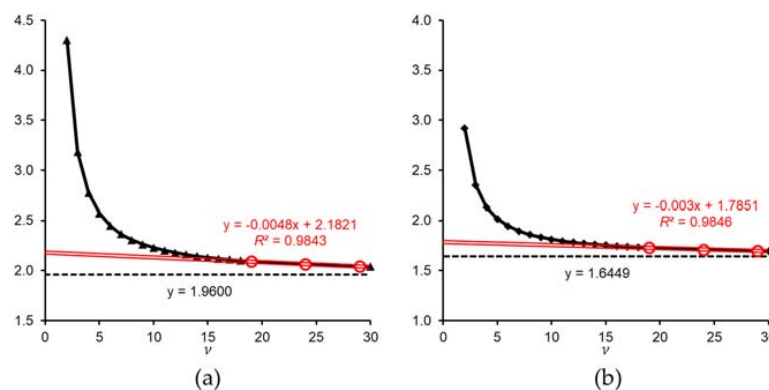 4.5
4.0
3.5
3.0
2.5
2.0
1.5
0 5 10 15 20 25 30
ν
y = -0.0048x + 2.1821
R² = 0.9843
y = 1.9600
(a)
4.0
3.5
3.0
2.5
2.0
1.5
1.0
0 5 10 15 20 25 30
ν
y = -0.003x + 1.7851
R² = 0.9846
y = 1.6449
(b)